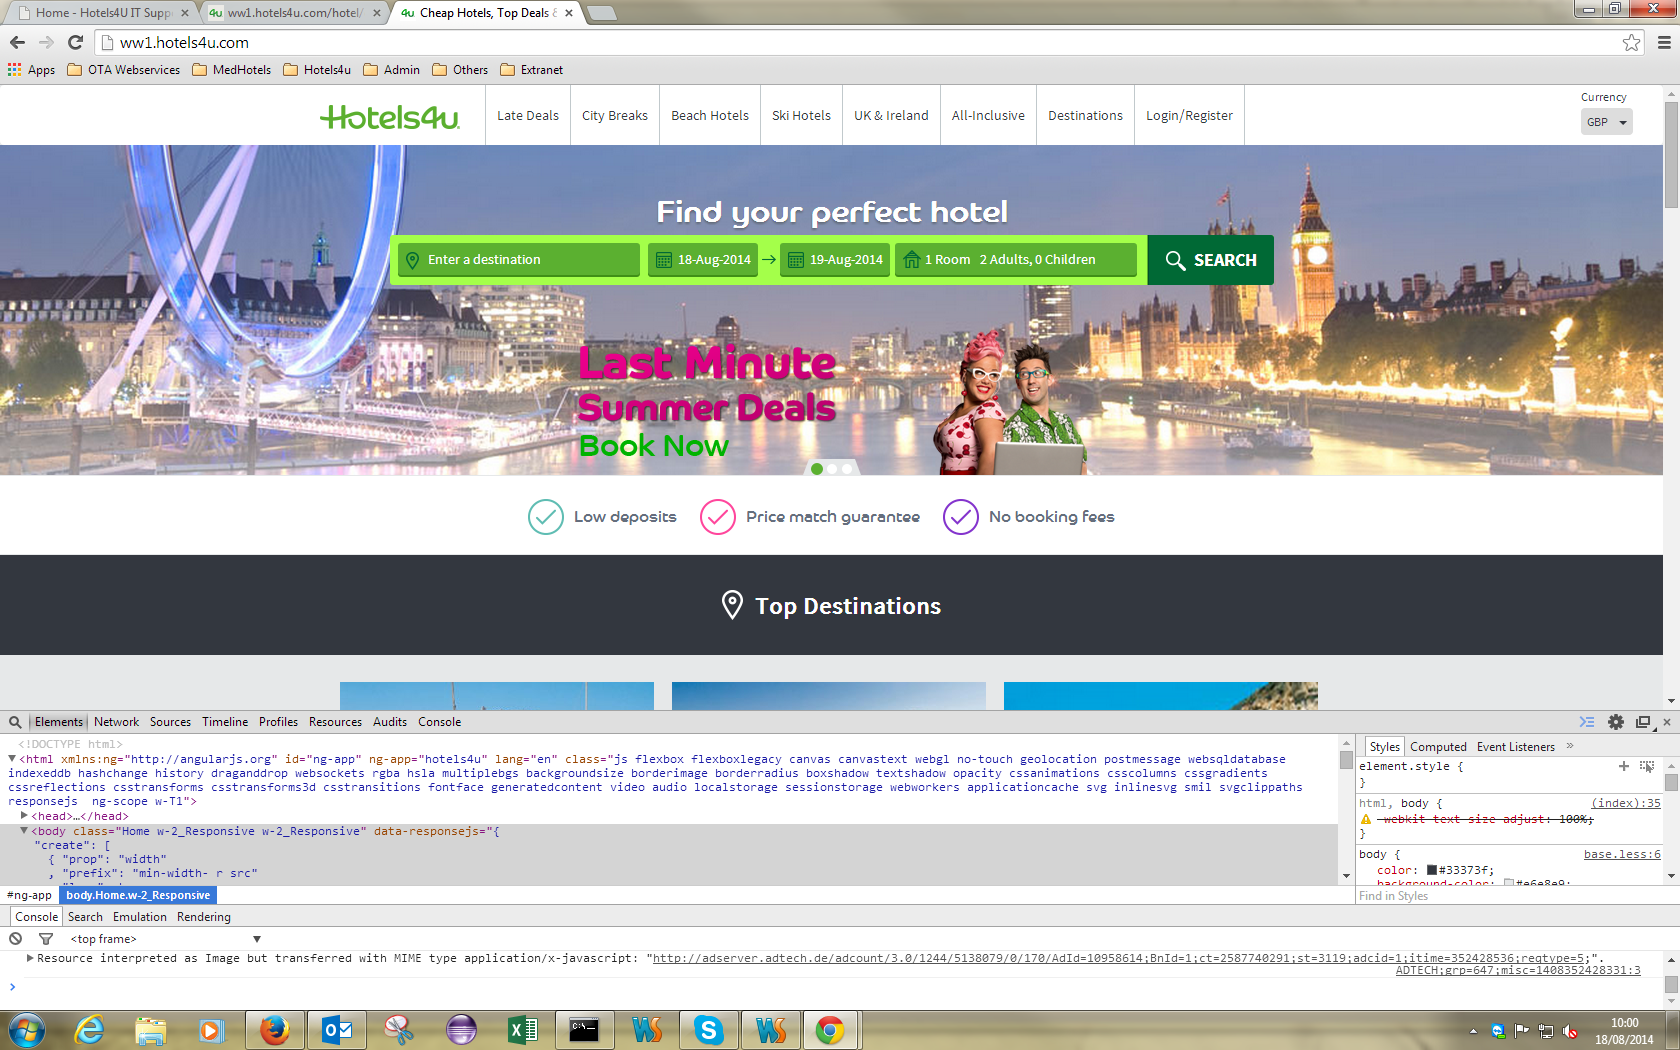 Home - Hotels4U IT Supp
ww1.hotels4u.com/hotel/
4u Cheap Hotels, Top Deals &
ww1.hotels4u.com
Apps OTA Webservices MedHotels Hotels4u Admin Others Extranet
Hotels4u
Late Deals City Breaks Beach Hotels Ski Hotels UK & Ireland All-Inclusive Destinations Login/Register
Currency
GBP
Find your perfect hotel
Enter a destination 18-Aug-2014 19-Aug-2014 1 Room 2 Adults, 0 Children SEARCH
Last Minute
Summer Deals
Book Now
Low deposits Price match guarantee No booking fees
Top Destinations
Elements Network Sources Timeline Profiles Resources Audits Console
<!DOCTYPE html>
<html xmlns:ng="http://angularjs.org" id="ng-app" ng-app="hotels4u" lang="en" class="js flexbox flexboxlegacy canvas canvastext webgl no-touch geolocation postmessage websqldatabase
indexeddb hashchange history draganddrop websockets rgba hsla multiplebgs backgroundsize borderimage borderradius boxshadow textshadow opacity cssanimations csscolumns cssgradients
cssreflections csstransforms csstransforms3d csstransitions fontface generatedcontent video audio localstorage sessionstorage webworkers applicationcache svg inlinesvg smil svgclippaths
responsejs  ng-scope w-T1">
<head>…</head>
<body class="Home w-2_Responsive w-2_Responsive" data-responsejs="{
"create": [
{ "prop": "width"
, "prefix": "min-width- r src"
#ng-app body.Home.w-2_Responsive
Styles Computed Event Listeners »
element.style {
}
html, body { (index):35
-webkit-text-size-adjust: 100%;
}
body { base.less:6
color: #33373f;
background-color: #e6e8e9;
Find in Styles
Console Search Emulation Rendering
<top frame>
Resource interpreted as Image but transferred with MIME type application/x-javascript: "http://adserver.adtech.de/adcount/3.0/1244/5138079/0/170/AdId=10958614;BnId=1;ct=2587740291;st=3119;adcid=1;itime=352428536;reqtype=5;".
ADTECH;grp=647;misc=1408352428331:3
10:00
18/08/2014